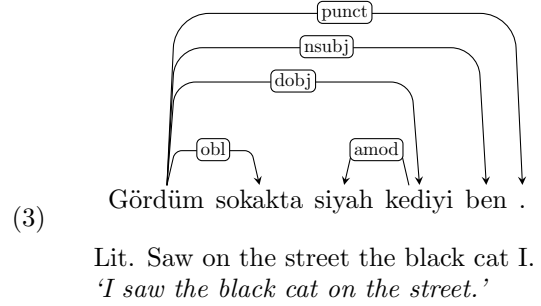 punct
nsubj
dobj
obl amod
Gördüm sokakta siyah kediyi ben .
(3)
Lit. Saw on the street the black cat I.
‘I saw the black cat on the street.’